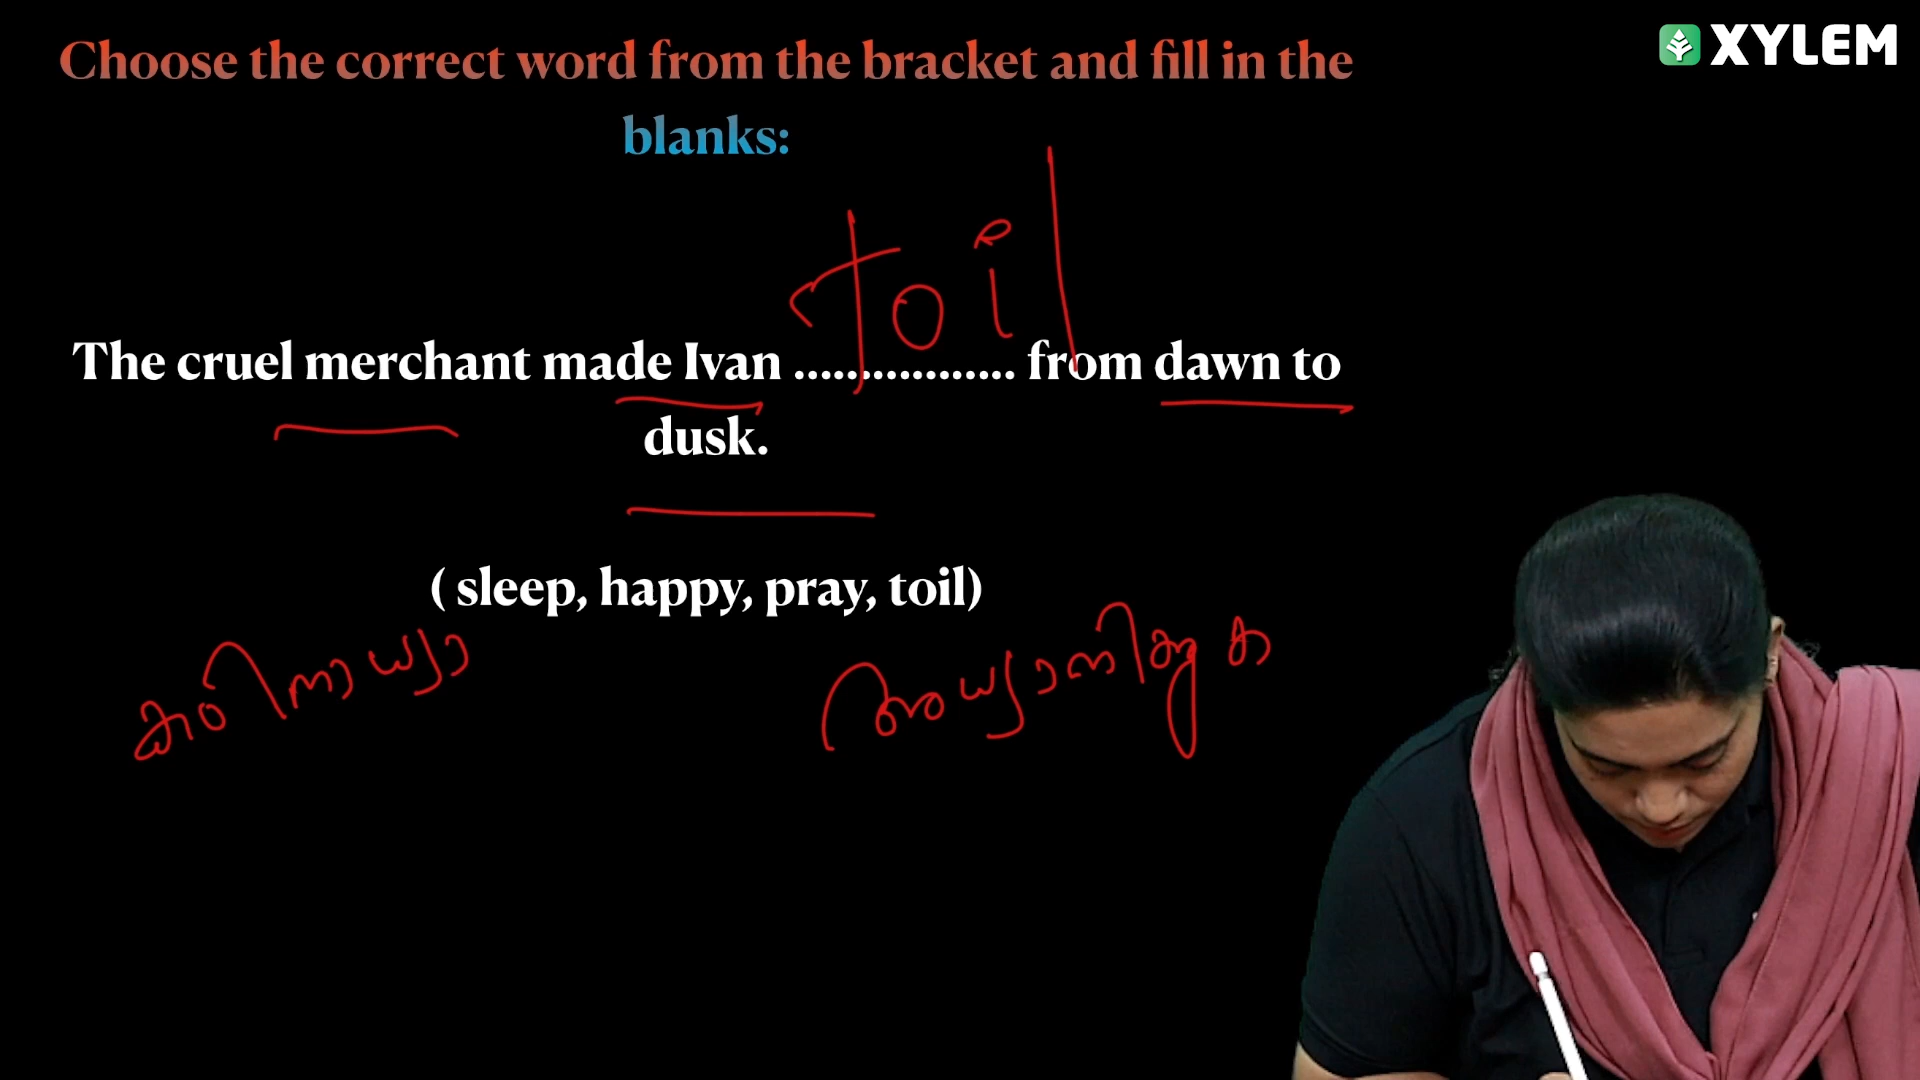 Choose the correct word from the bracket and fill in the
blanks:
XYLEM
toil
The cruel merchant made Ivan ................. from dawn to
dusk.
( sleep, happy, pray, toil)
കഠിനാധ്വാ
അധ്വാനിക്കുക